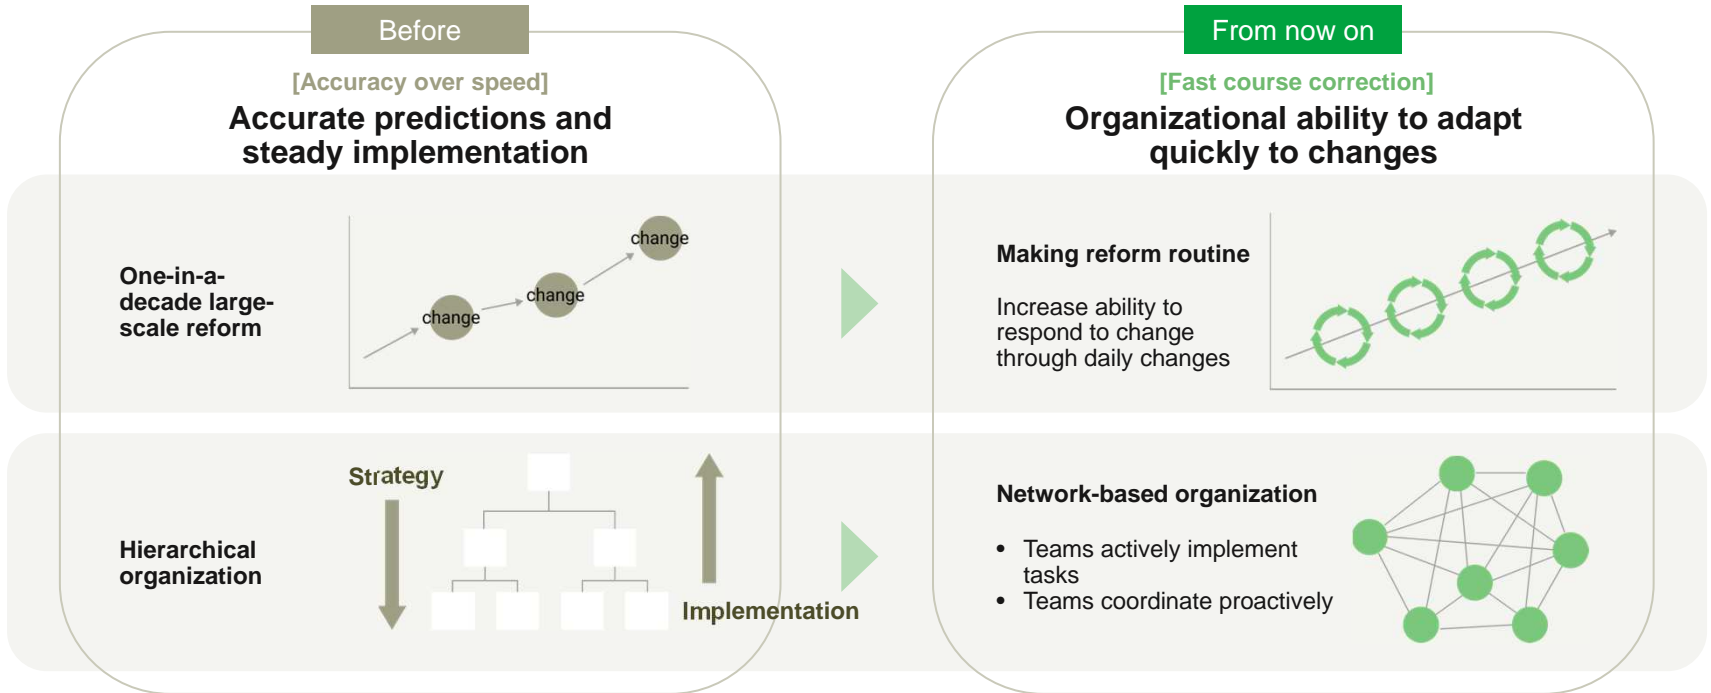 Before
[Accuracy over speed]
Accurate predictions and
steady implementation
From now on
[Fast course correction]
Organizational ability to adapt
quickly to changes
One-in-a-
decade large-
scale reform
change
change
change
Making reform routine
Increase ability to
respond to change
through daily changes
Hierarchical
organization
Strategy
Implementation
Network-based organization
• Teams actively implement
tasks
• Teams coordinate proactively